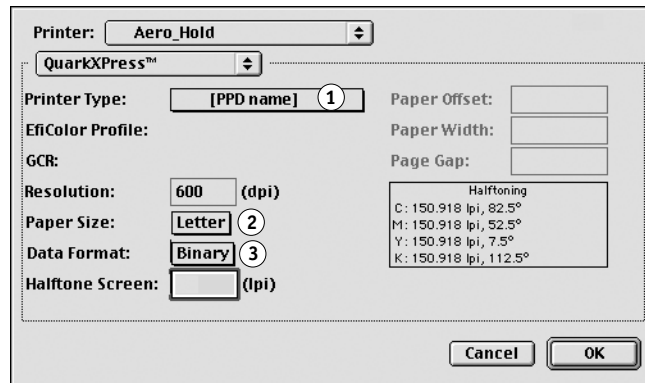 Printer: Aero_Hold
QuarkXPress™
Printer Type: [PPD name] 1
EfiColor Profile:
GCR:
Resolution: 600 (dpi)
Paper Size: Letter 2
Data Format: Binary 3
Halftone Screen: (lpi)
Paper Offset:
Paper Width:
Page Gap:
Halftoning
C: 150.918 lpi, 82.5°
M: 150.918 lpi, 52.5°
Y: 150.918 lpi, 7.5°
K: 150.918 lpi, 112.5°
Cancel OK